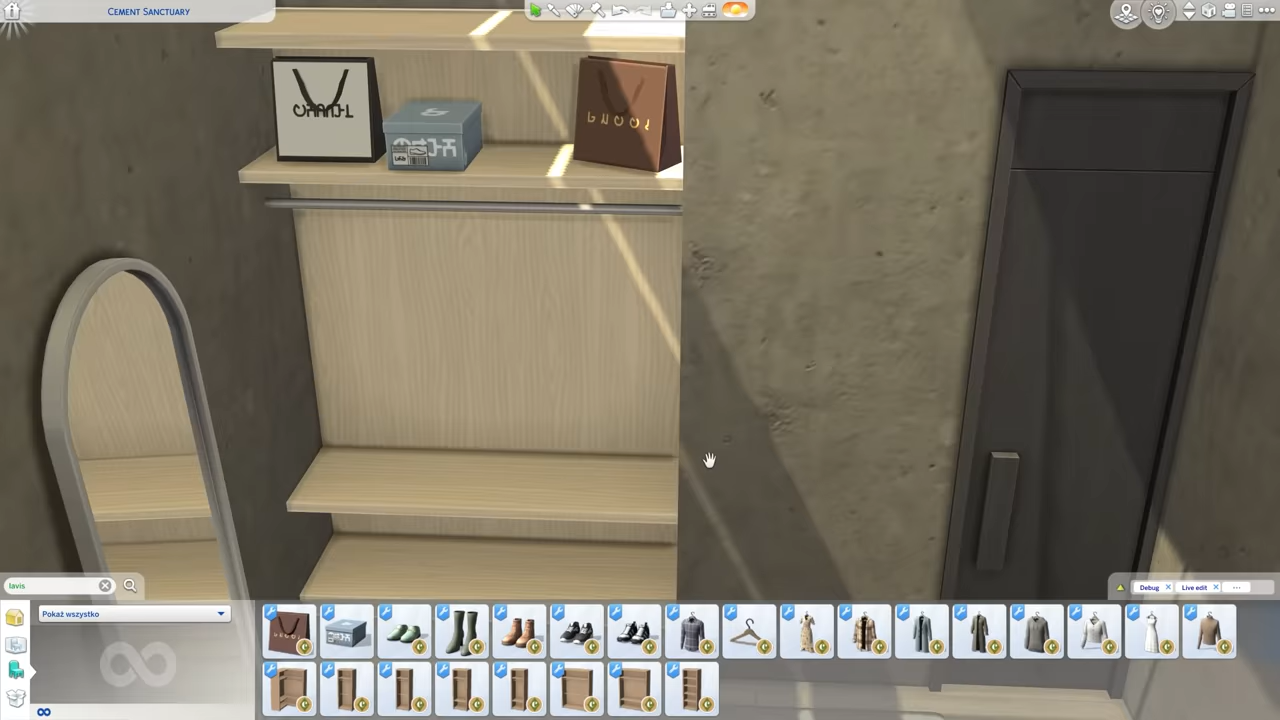 Cement Sanctuary
Debug
Live edit
lavis
Pokaż wszystko